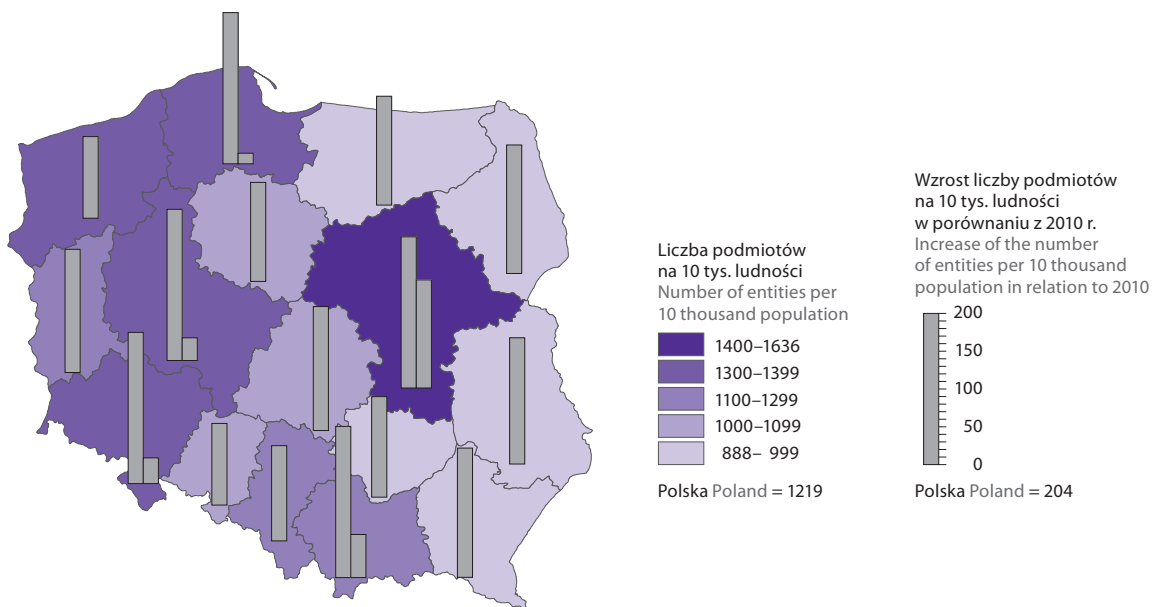 Liczba podmiotów
na 10 tys. ludności
Number of entities per
10 thousand population
1400–1636
1300–1399
1100–1299
1000–1099
888– 999
Polska Poland = 1219
Wzrost liczby podmiotów
na 10 tys. ludności
w porównaniu z 2010 r.
Increase of the number
of entities per 10 thousand
population in relation to 2010
200
150
100
50
0
Polska Poland = 204